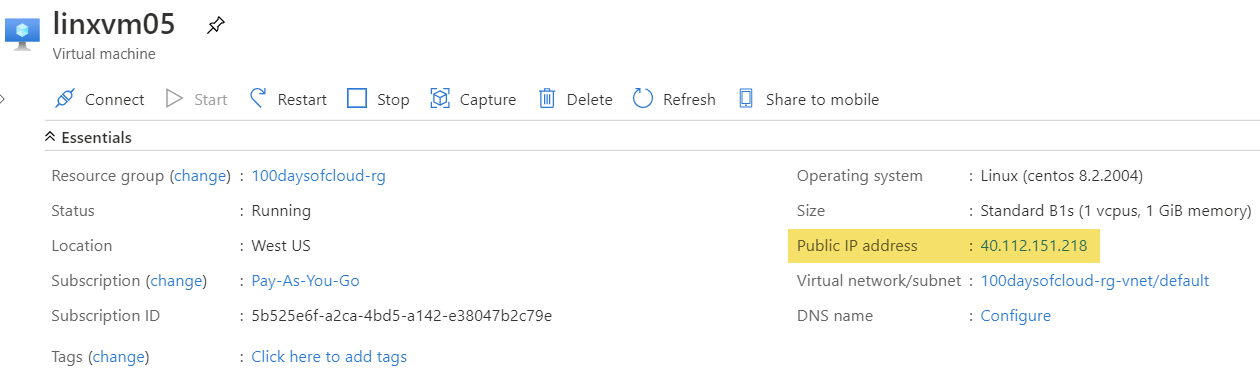 linxvm05
Virtual machine
Connect Start Restart Stop Capture Delete Refresh Share to mobile
Essentials
Resource group (change) : 100daysofcloud-rg Operating system : Linux (centos 8.2.2004)
Status : Running Size : Standard B1s (1 vcpus, 1 GiB memory)
Location : West US Public IP address : 40.112.151.218
Subscription (change) : Pay-As-You-Go Virtual network/subnet : 100daysofcloud-rg-vnet/default
Subscription ID : 5b525e6f-a2ca-4bd5-a142-e38047b2c79e DNS name : Configure
Tags (change) : Click here to add tags